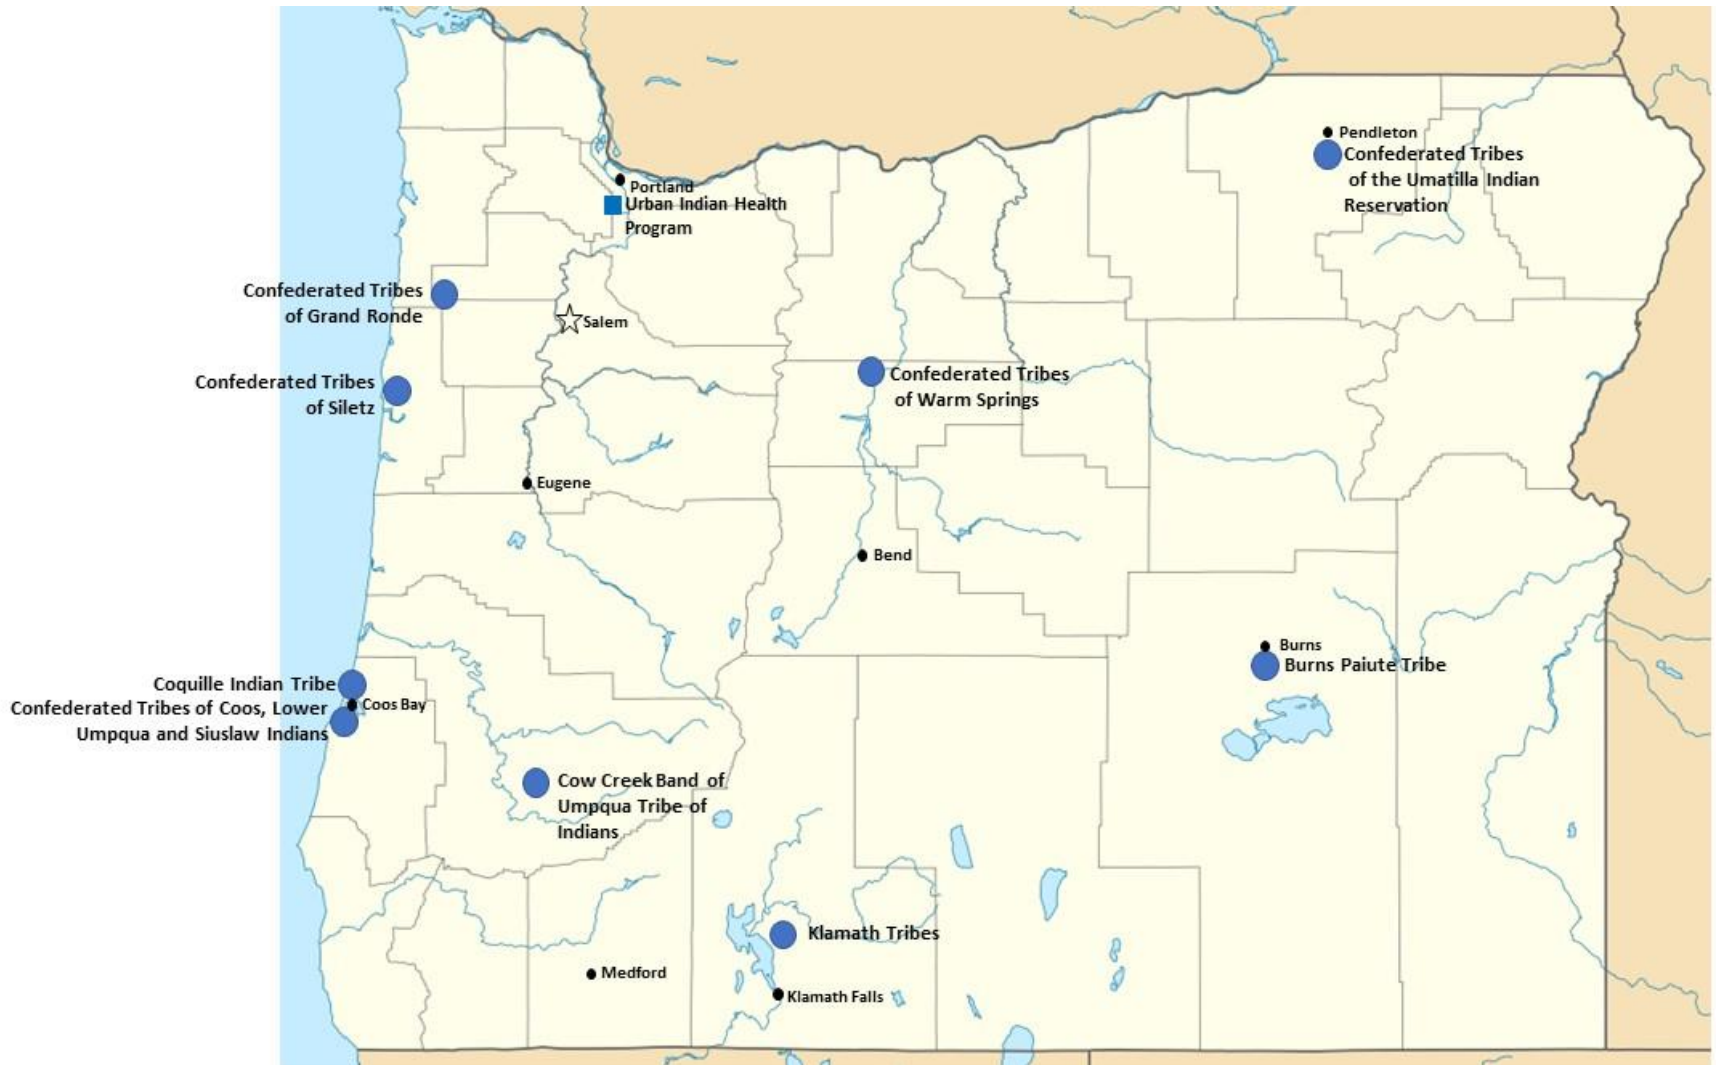 Pendleton
Confederated Tribes
of the Umatilla Indian
Reservation
Portland
Urban Indian Health
Program
Confederated Tribes
of Grand Ronde
Salem
Confederated Tribes
of Siletz
Confederated Tribes
of Warm Springs
Eugene
Bend
Burns
Burns Paiute Tribe
Coquille Indian Tribe
Coos Bay
Confederated Tribes of Coos, Lower
Umpqua and Siuslaw Indians
Cow Creek Band of
Umpqua Tribe of
Indians
Klamath Tribes
Medford
Klamath Falls